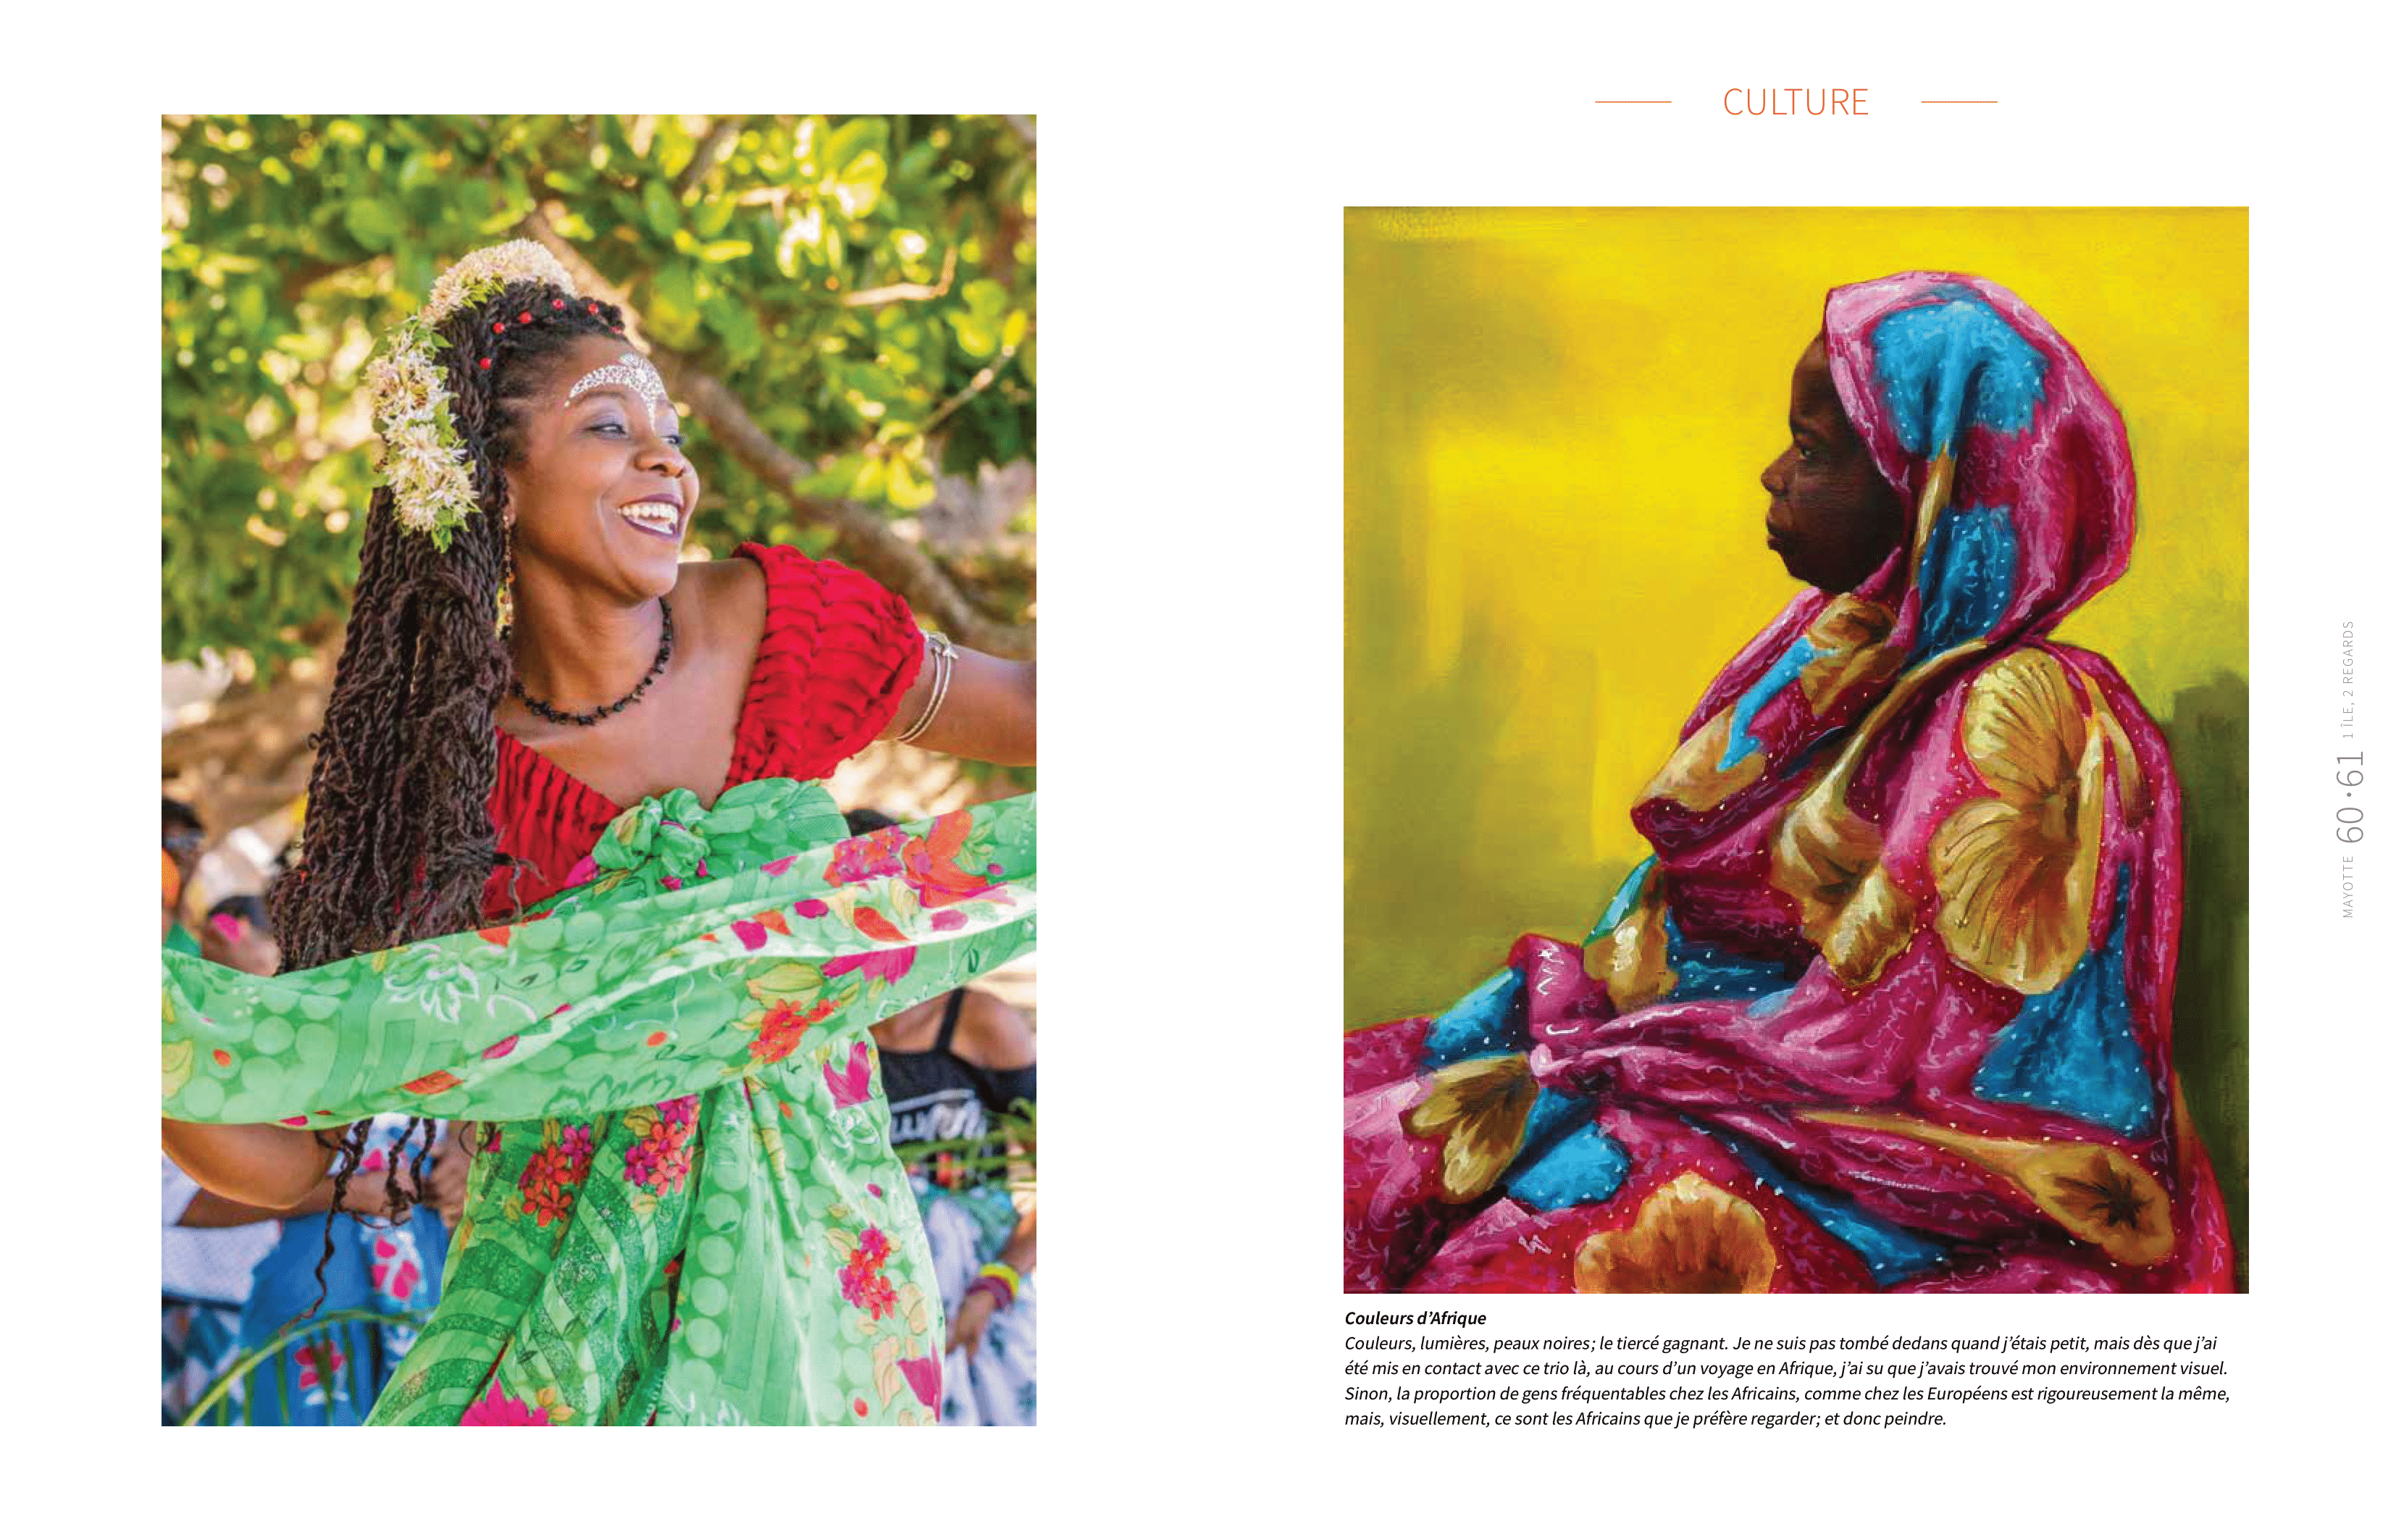 CULTURE
Couleurs d’Afrique
Couleurs, lumières, peaux noires ; le tiercé gagnant. Je ne suis pas tombé dedans quand j’étais petit, mais dès que j’ai
été mis en contact avec ce trio là, au cours d’un voyage en Afrique, j’ai su que j’avais trouvé mon environnement visuel.
Sinon, la proportion de gens fréquentables chez les Africains, comme chez les Européens est rigoureusement la même,
mais, visuellement, ce sont les Africains que je préfère regarder ; et donc peindre.
MAYOTTE 60•61 1 ÎLE, 2 REGARDS